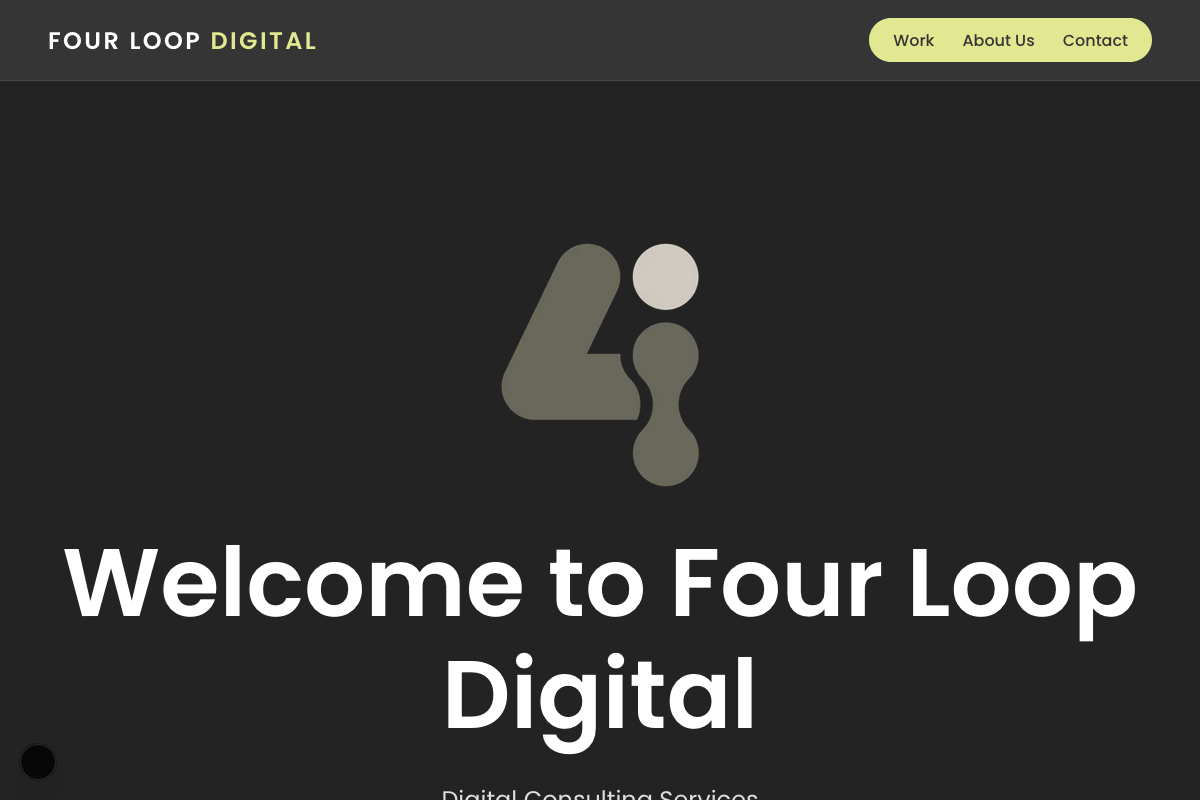 FOUR LOOP DIGITAL
Work About Us Contact
Welcome to Four Loop
Digital
Digital Consulting Services